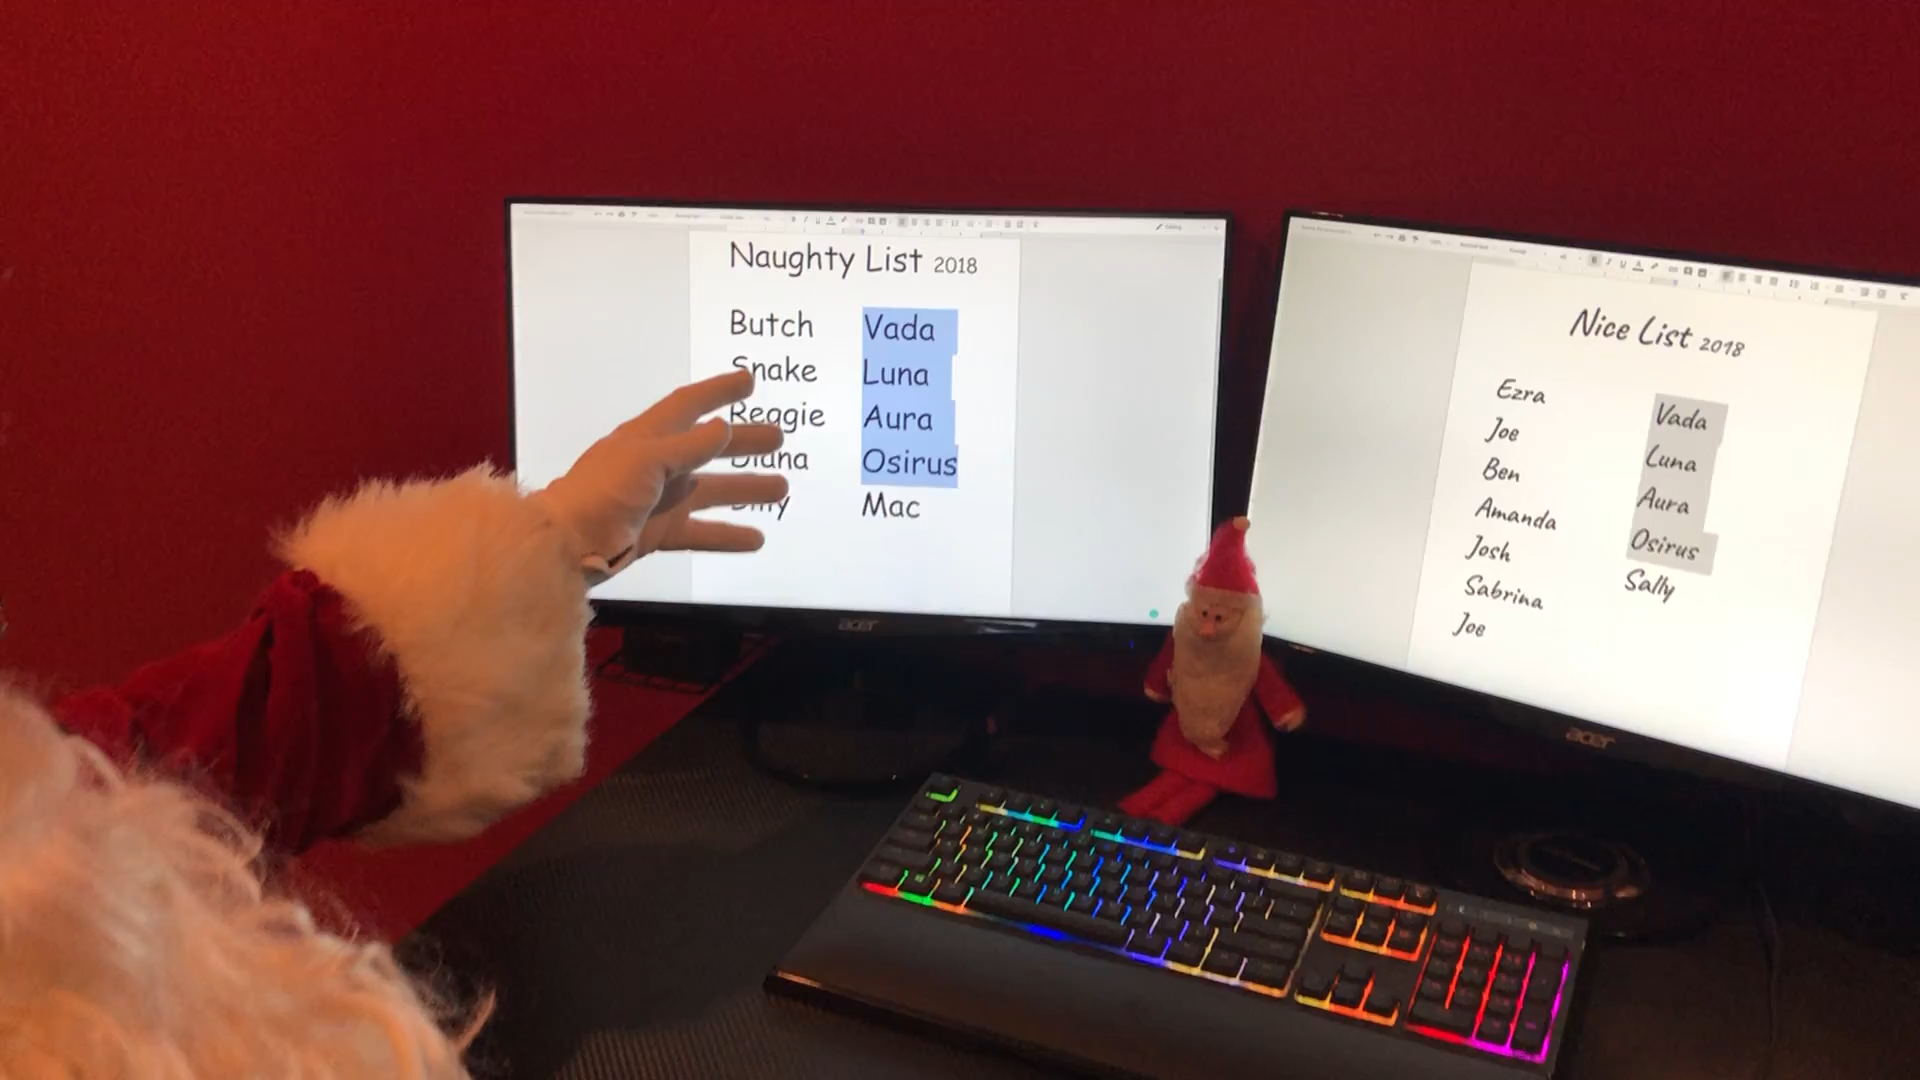 Naughty List 2018
Butch
Snake
Reggie
Diana
Vada
Luna
Aura
Osirus
Mac
acer
Nice List 2018
Ezra
Joe
Ben
Amanda
Josh
Sabrina
Joe
Vada
Luna
Aura
Osirus
Sally
acer